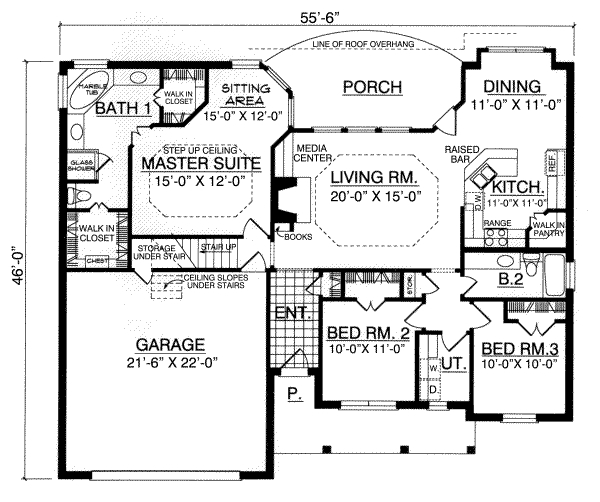 55'-6"
LINE OF ROOF OVERHANG
MARBLE
TUB
BATH 1
WALK IN
CLOSET
SITTING
AREA
15'-0" X 12'-0"
PORCH
DINING
11'-0" X 11'-0"
GLASS
SHOWER
STEP UP CEILING
MASTER SUITE
15'-0" X 12'-0"
MEDIA
CENTER
LIVING RM.
20'-0" X 15'-0"
RAISED
BAR
REF.
KITCH.
11'-0" X 11'-0"
D.W.
RANGE
WALK IN
PANTRY
WALK IN
CLOSET
CHEST
STORAGE
UNDER STAIR
STAIR UP
BOOKS
CEILING SLOPES
UNDER STAIRS
46'-0"
ENT.
STOR.
B.2
GARAGE
21'-6" X 22'-0"
BED RM. 2
10'-0"X 11'-0"
W.
D.
UT.
BED RM.3
10'-0" X 10'-0"
P.